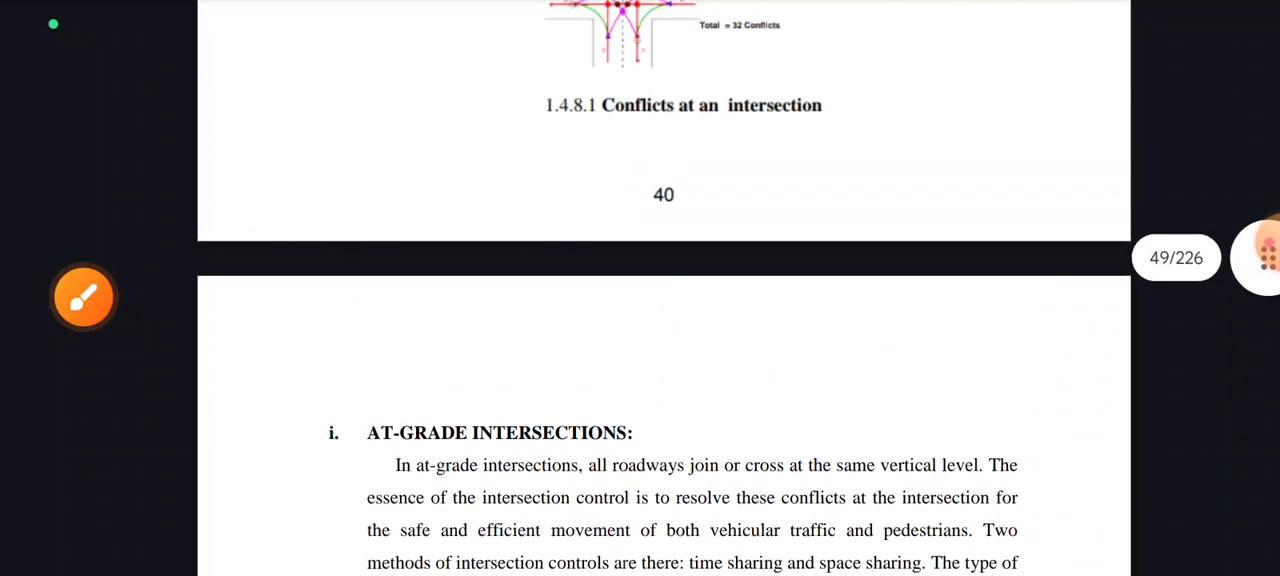 Total = 32 Conflicts
1.4.8.1 Conflicts at an intersection
40
49/226
i. AT-GRADE INTERSECTIONS:
In at-grade intersections, all roadways join or cross at the same vertical level. The
essence of the intersection control is to resolve these conflicts at the intersection for
the safe and efficient movement of both vehicular traffic and pedestrians. Two
methods of intersection controls are there: time sharing and space sharing. The type of